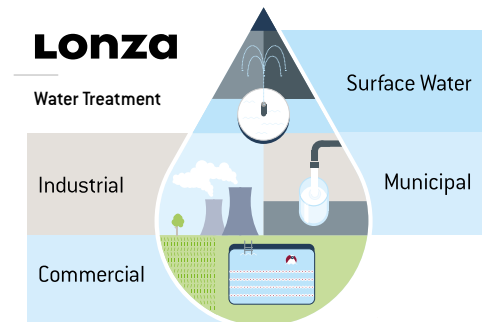 Lonza
Water Treatment
Surface Water
Industrial
Municipal
Commercial